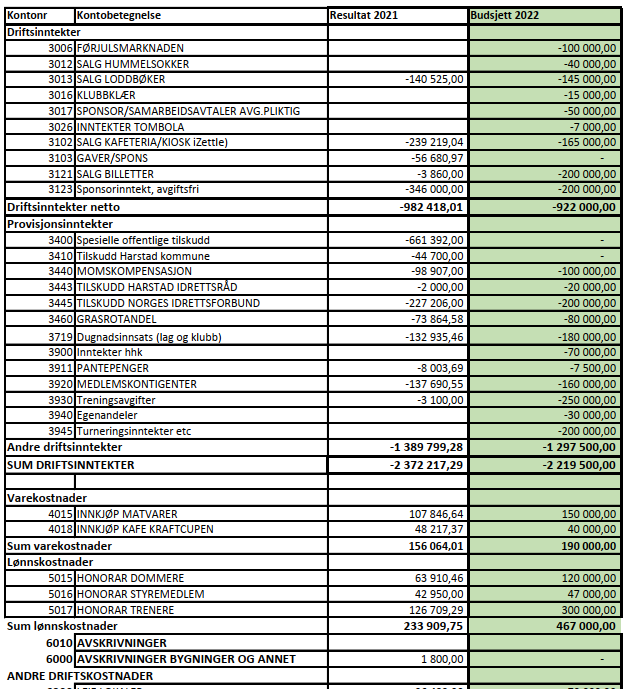 Kontonr Kontobetegnelse Resultat 2021 Budsjett 2022
Driftsinntekter
3006 FØRJULSMARKNADEN -100 000,00
3012 SALG HUMMELSOKKER -40 000,00
3013 SALG LODDBØKER -140 525,00 -145 000,00
3016 KLUBBKLÆR -15 000,00
3017 SPONSOR/SAMARBEIDSAVTALER AVG.PLIKTIG -50 000,00
3026 INNTEKTER TOMBOLA -7 000,00
3102 SALG KAFETERIA/KIOSK iZettle) -239 219,04 -165 000,00
3103 GAVER/SPONS -56 680,97 -
3121 SALG BILLETTER -3 860,00 -200 000,00
3123 Sponsorinntekt, avgiftsfri -346 000,00 -200 000,00
Driftsinntekter netto -982 418,01 -922 000,00
Provisjonsinntekter
3400 Spesielle offentlige tilskudd -661 392,00 -
3410 Tilskudd Harstad kommune -44 700,00 -
3440 MOMSKOMPENSASJON -98 907,00 -100 000,00
3443 TILSKUDD HARSTAD IDRETTSRÅD -2 000,00 -20 000,00
3445 TILSKUDD NORGES IDRETTSFORBUND -227 206,00 -200 000,00
3460 GRASROTANDEL -73 864,58 -80 000,00
3719 Dugnadsinnsats (lag og klubb) -132 935,46 -180 000,00
3900 Inntekter hhk -70 000,00
3911 PANTEPENGER -8 003,69 -7 500,00
3920 MEDLEMSKONTIGENTER -137 690,55 -160 000,00
3930 Treningsavgifter -3 100,00 -250 000,00
3940 Egenandeler -30 000,00
3945 Turneringsinntekter etc -200 000,00
Andre driftsinntekter -1 389 799,28 -1 297 500,00
SUM DRIFTSINNTEKTER -2 372 217,29 -2 219 500,00
Varekostnader
4015 INNKJØP MATVARER 107 846,64 150 000,00
4018 INNKJØP KAFE KRAFTCUPEN 48 217,37 40 000,00
Sum varekostnader 156 064,01 190 000,00
Lønnskostnader
5015 HONORAR DOMMERE 63 910,46 120 000,00
5016 HONORAR STYREMEDLEM 42 950,00 47 000,00
5017 HONORAR TRENERE 126 709,29 300 000,00
Sum lønnskostnader 233 909,75 467 000,00
6010 AVSKRIVNINGER
6000 AVSKRIVNINGER BYGNINGER OG ANNET 1 800,00 -
ANDRE DRIFTSKOSTNADER